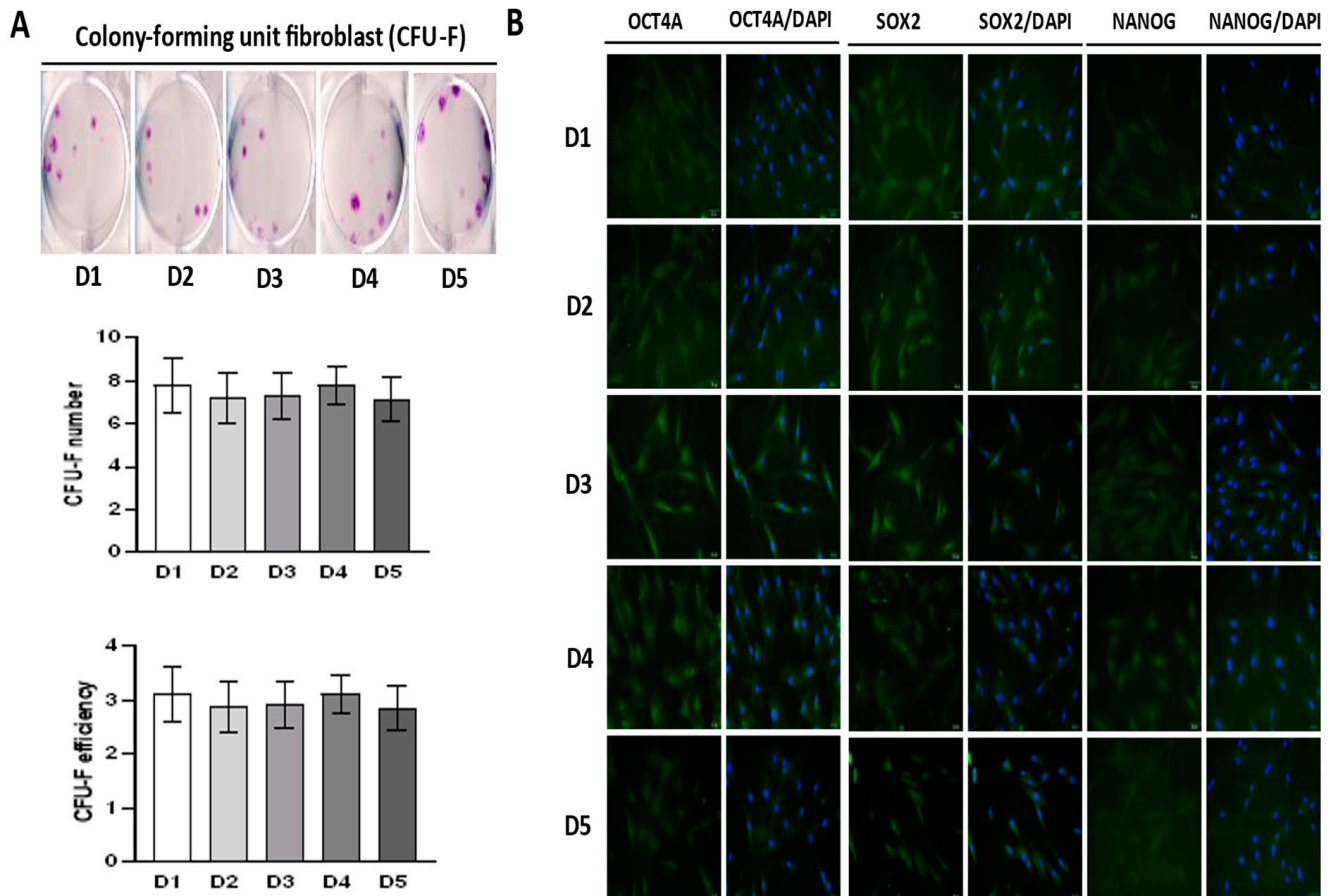 A
Colony-forming unit fibroblast (CFU-F)
D1 D2 D3 D4 D5
CFU-F number
10
8
6
4
2
0
D1 D2 D3 D4 D5
CFU-F efficiency
4
3
2
1
0
D1 D2 D3 D4 D5
B
OCT4A OCT4A/DAPI SOX2 SOX2/DAPI NANOG NANOG/DAPI
D1
D2
D3
D4
D5